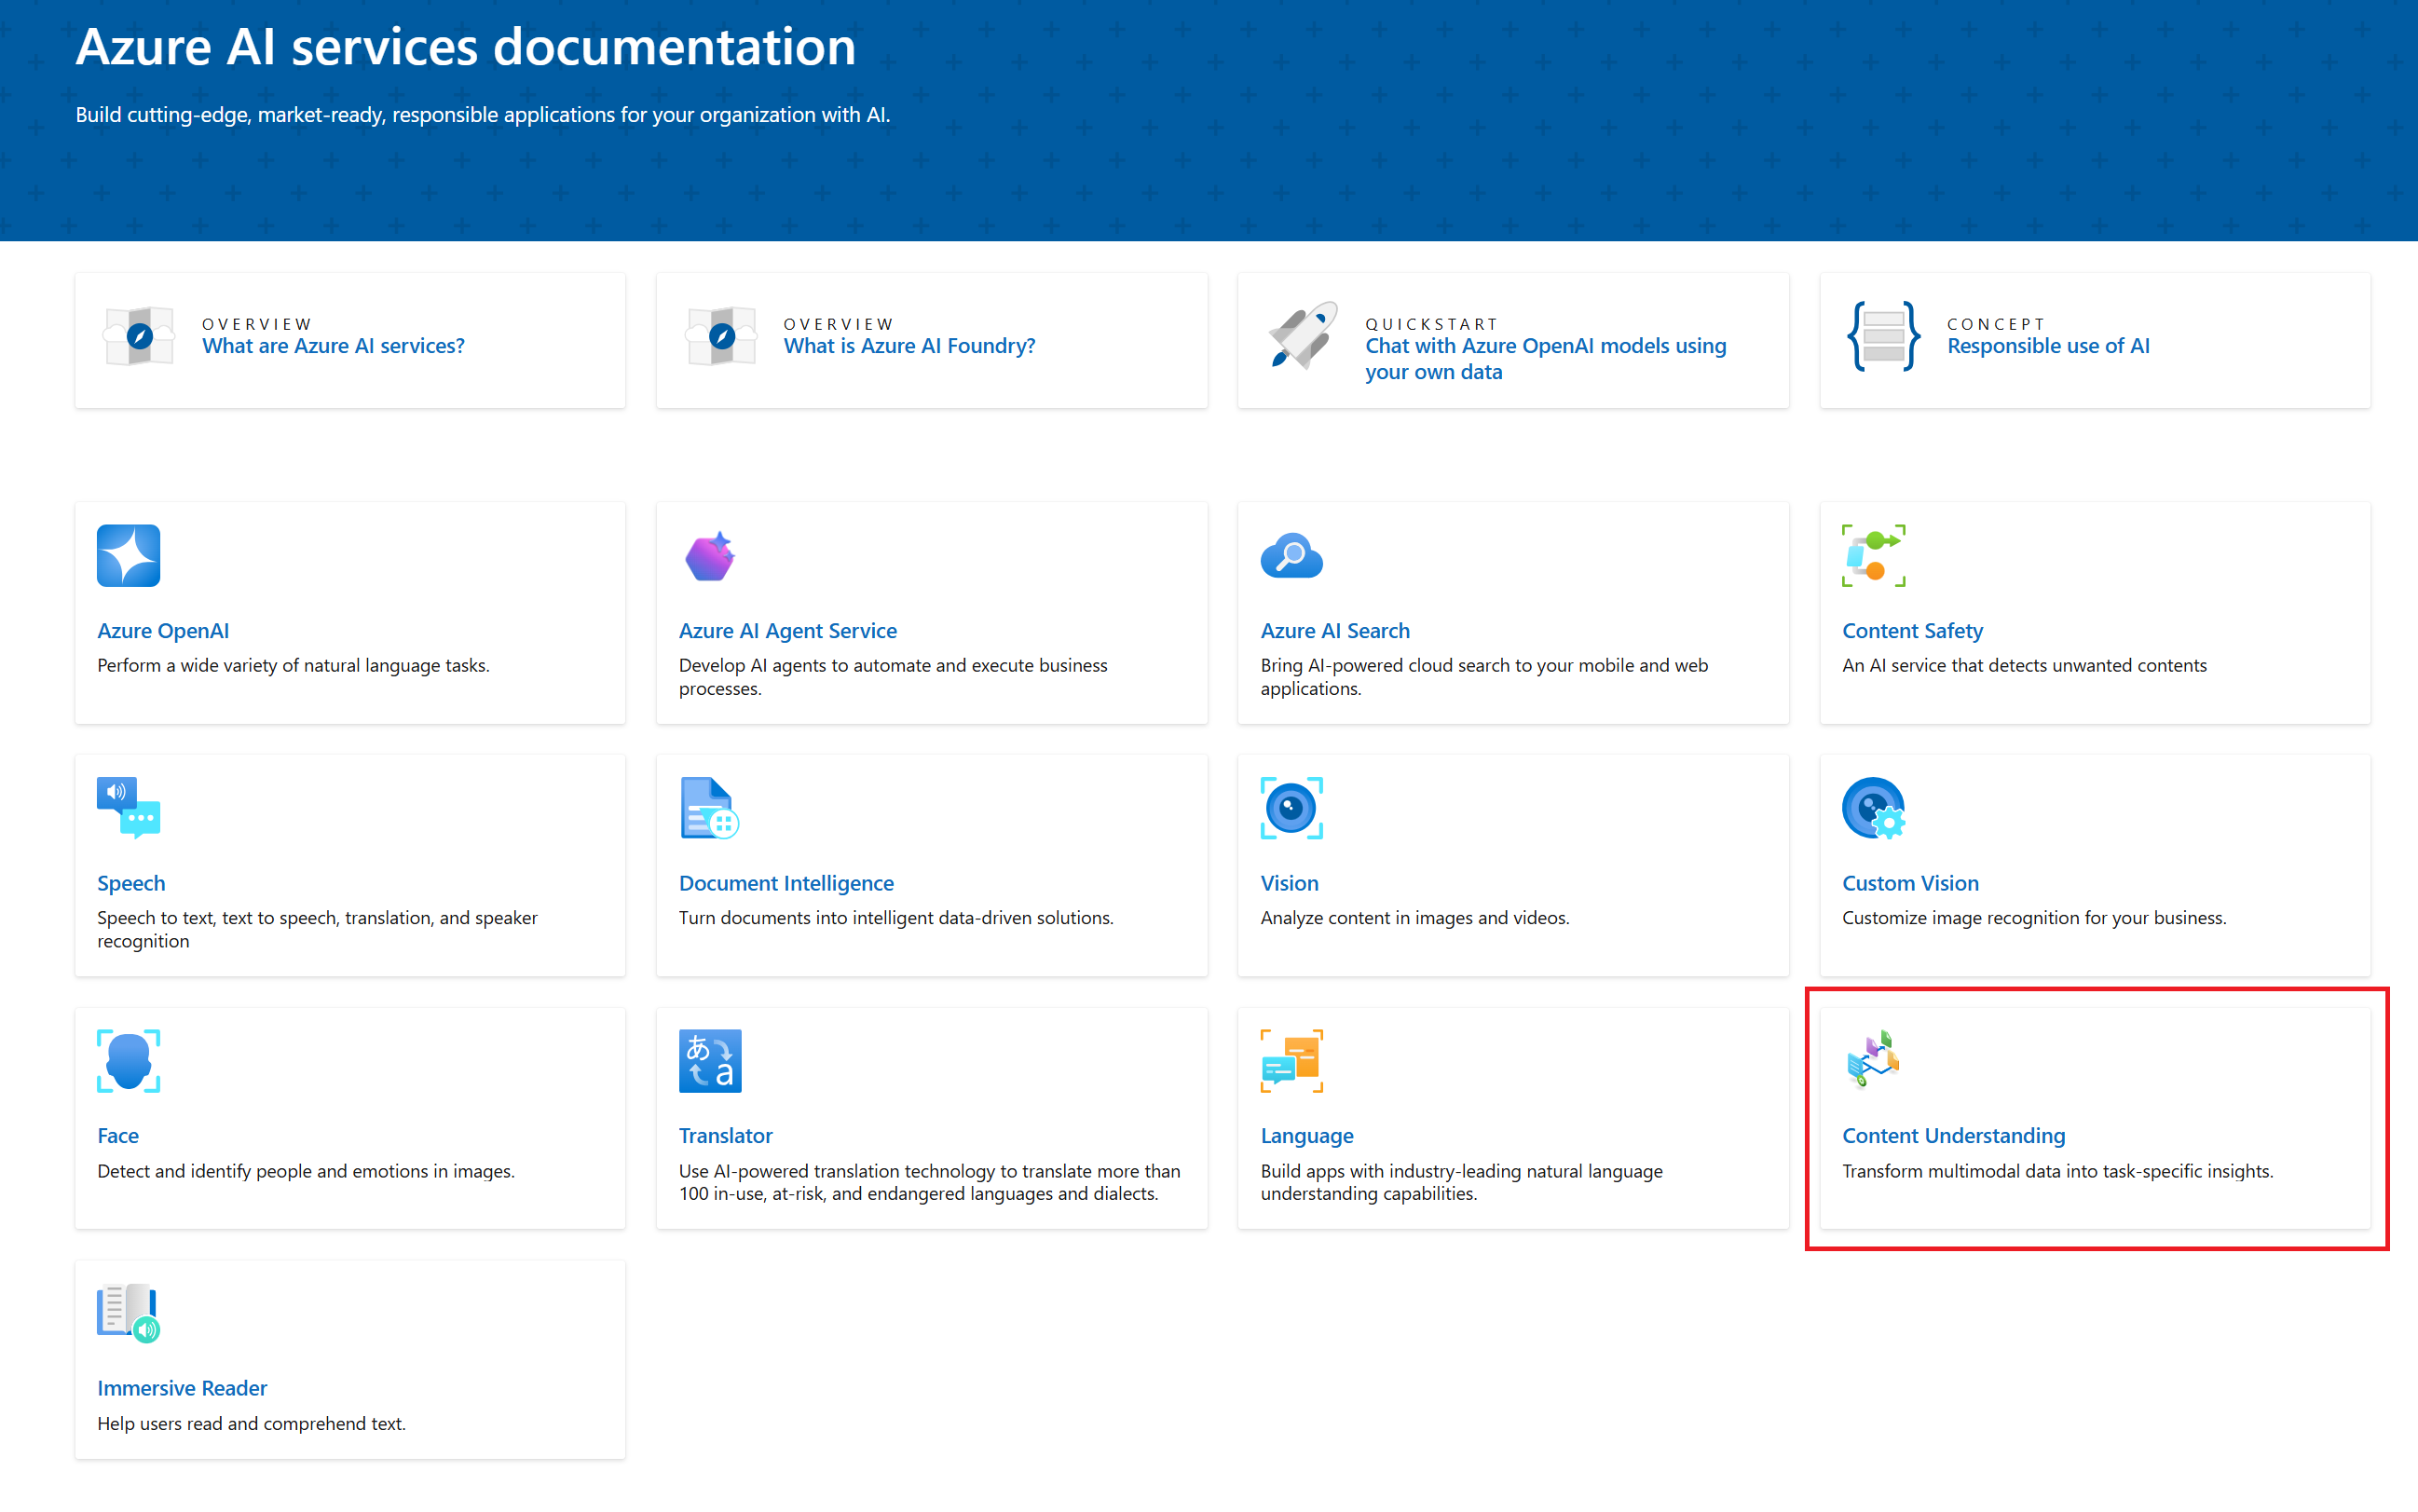 Azure AI services documentation
Build cutting-edge, market-ready, responsible applications for your organization with AI.
OVERVIEW
What are Azure AI services?
OVERVIEW
What is Azure AI Foundry?
QUICKSTART
Chat with Azure OpenAI models using
your own data
CONCEPT
Responsible use of AI
Azure OpenAI
Perform a wide variety of natural language tasks.
Azure AI Agent Service
Develop AI agents to automate and execute business
processes.
Azure AI Search
Bring AI-powered cloud search to your mobile and web
applications.
Content Safety
An AI service that detects unwanted contents
Speech
Speech to text, text to speech, translation, and speaker
recognition
Document Intelligence
Turn documents into intelligent data-driven solutions.
Vision
Analyze content in images and videos.
Custom Vision
Customize image recognition for your business.
Face
Detect and identify people and emotions in images.
あ
a
Translator
Use AI-powered translation technology to translate more than
100 in-use, at-risk, and endangered languages and dialects.
Language
Build apps with industry-leading natural language
understanding capabilities.
Content Understanding
Transform multimodal data into task-specific insights.
Immersive Reader
Help users read and comprehend text.